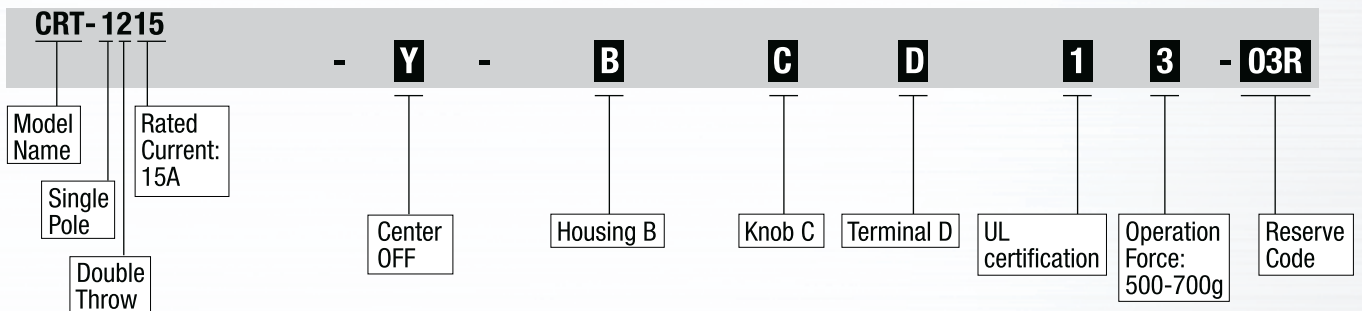 CRT-1215 - Y - B C D 1 3 - 03R
Model
Name
Single
Pole
Double
Throw
Rated
Current:
15A
Center
OFF
Housing B
Knob C
Terminal D
UL
certification
Operation
Force:
500-700g
Reserve
Code